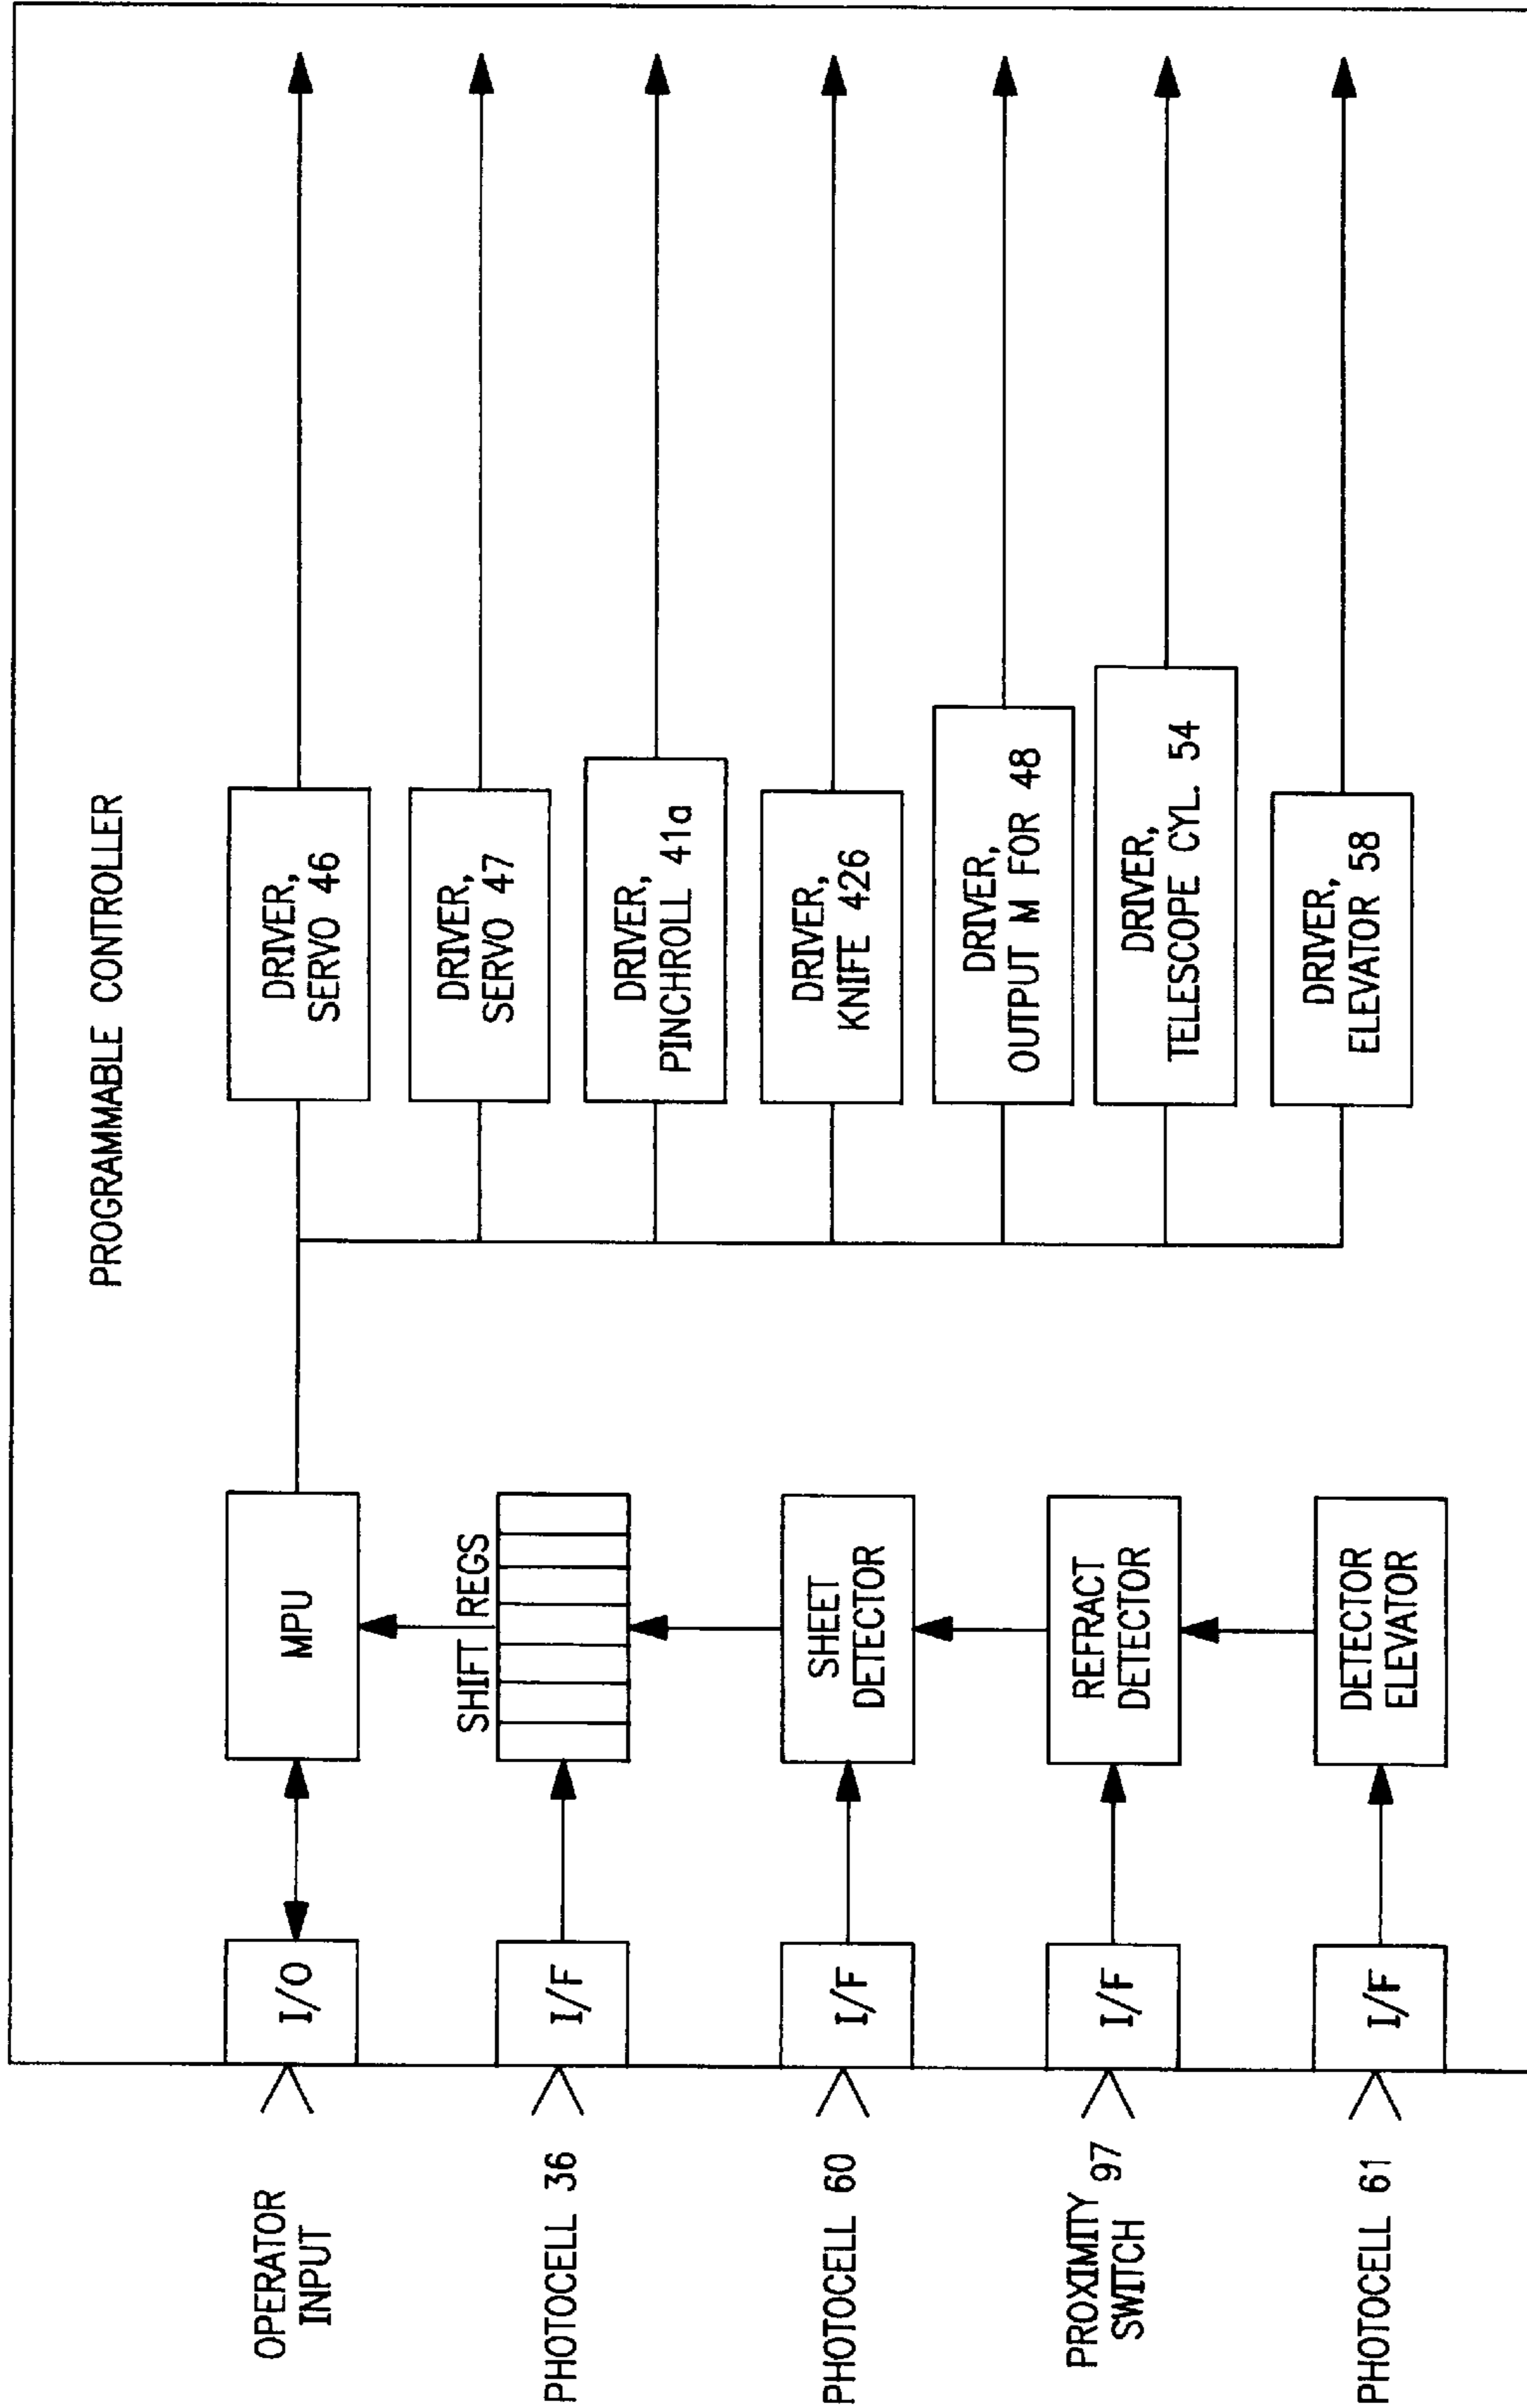 PROGRAMMABLE CONTROLLER
OPERATOR
INPUT
I/O
MPU
DRIVER,
SERVO 46
DRIVER,
SERVO 47
PHOTOCELL 36
I/F
SHIFT REGS
DRIVER,
PINCHROLL 41a
DRIVER,
KNIFE 426
PHOTOCELL 60
I/F
SHEET
DETECTOR
DRIVER,
OUTPUT M FOR 48
PROXIMITY
SWITCH 97
I/F
REFRACT
DETECTOR
DRIVER,
TELESCOPE CYL. 54
PHOTOCELL 61
I/F
DETECTOR
ELEVATOR
DRIVER,
ELEVATOR 58